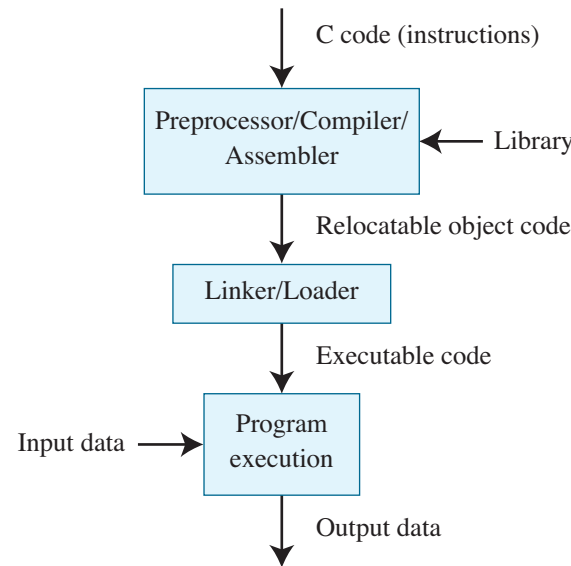 C code (instructions)
Preprocessor/Compiler/
Assembler
Library
Relocatable object code
Linker/Loader
Executable code
Program
execution
Input data
Output data